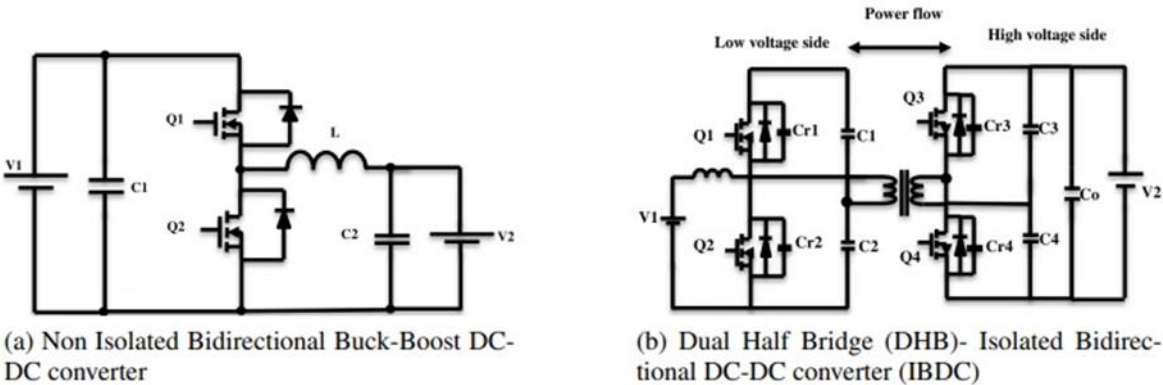 V1
C1
Q1
Q2
L
C2
V2
(a) Non Isolated Bidirectional Buck-Boost DC-
DC converter
Power flow
Low voltage side
High voltage side
Q1
Cr1
C1
Q3
Cr3
C3
V1
Q2
Cr2
C2
Q4
Cr4
C4
Co
V2
(b) Dual Half Bridge (DHB)- Isolated Bidirec-
tional DC-DC converter (IBDC)